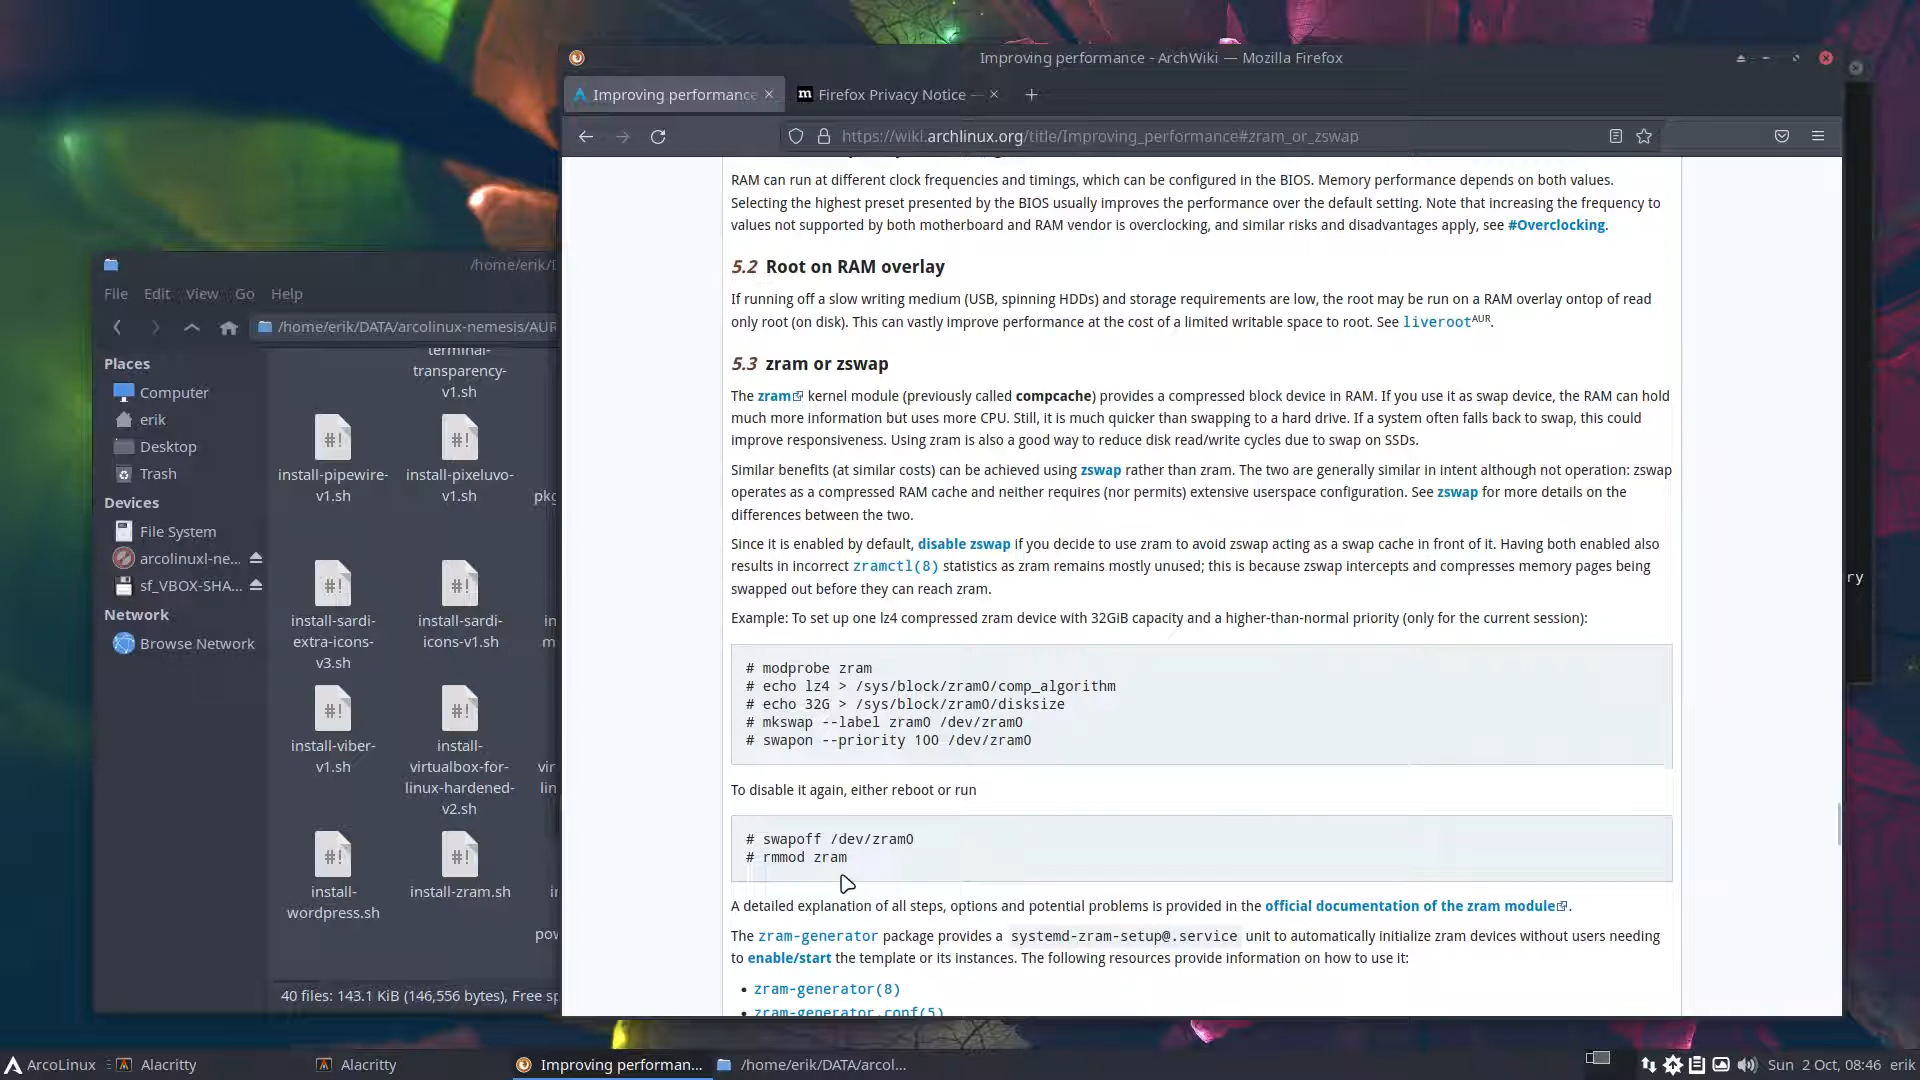 Improving performance - ArchWiki — Mozilla Firefox
Improving performance
Firefox Privacy Notice —
https://wiki.archlinux.org/title/Improving_performance#zram_or_zswap
RAM can run at different clock frequencies and timings, which can be configured in the BIOS. Memory performance depends on both values.
Selecting the highest preset presented by the BIOS usually improves the performance over the default setting. Note that increasing the frequency to
values not supported by both motherboard and RAM vendor is overclocking, and similar risks and disadvantages apply, see #Overclocking.
5.2 Root on RAM overlay
If running off a slow writing medium (USB, spinning HDDs) and storage requirements are low, the root may be run on a RAM overlay ontop of read
only root (on disk). This can vastly improve performance at the cost of a limited writable space to root. See liverootAUR.
5.3 zram or zswap
The zram kernel module (previously called compcache) provides a compressed block device in RAM. If you use it as swap device, the RAM can hold
much more information but uses more CPU. Still, it is much quicker than swapping to a hard drive. If a system often falls back to swap, this could
improve responsiveness. Using zram is also a good way to reduce disk read/write cycles due to swap on SSDs.
Similar benefits (at similar costs) can be achieved using zswap rather than zram. The two are generally similar in intent although not operation: zswap
operates as a compressed RAM cache and neither requires (nor permits) extensive userspace configuration. See zswap for more details on the
differences between the two.
Since it is enabled by default, disable zswap if you decide to use zram to avoid zswap acting as a swap cache in front of it. Having both enabled also
results in incorrect zramctl(8) statistics as zram remains mostly unused; this is because zswap intercepts and compresses memory pages being
swapped out before they can reach zram.
Example: To set up one lz4 compressed zram device with 32GiB capacity and a higher-than-normal priority (only for the current session):
# modprobe zram
# echo lz4 > /sys/block/zram0/comp_algorithm
# echo 32G > /sys/block/zram0/disksize
# mkswap --label zram0 /dev/zram0
# swapon --priority 100 /dev/zram0
To disable it again, either reboot or run
# swapoff /dev/zram0
# rmmod zram
A detailed explanation of all steps, options and potential problems is provided in the official documentation of the zram module.
The zram-generator package provides a systemd-zram-setup@.service unit to automatically initialize zram devices without users needing
to enable/start the template or its instances. The following resources provide information on how to use it:
• zram-generator(8)
• zram-generator.conf(5)
/home/erik/D
File Edit View Go Help
/home/erik/DATA/arcolinux-nemesis/AUR
Places
Computer
erik
Desktop
Trash
Devices
File System
arcolinuxl-ne...
sf_VBOX-SHA...
Network
Browse Network
terminal-
transparency-
v1.sh
install-pipewire-
v1.sh
install-pixeluvo-
v1.sh
pkg
install-sardi-
extra-icons-
v3.sh
install-sardi-
icons-v1.sh
in
m
install-viber-
v1.sh
install-
virtualbox-for-
linux-hardened-
v2.sh
vir
lin
install-
wordpress.sh
install-zram.sh
pow
40 files: 143.1 KiB (146,556 bytes), Free sp
ry
ArcoLinux
Alacritty
Alacritty
Improving performan...
/home/erik/DATA/arcol...
Sun 2 Oct, 08:46
erik